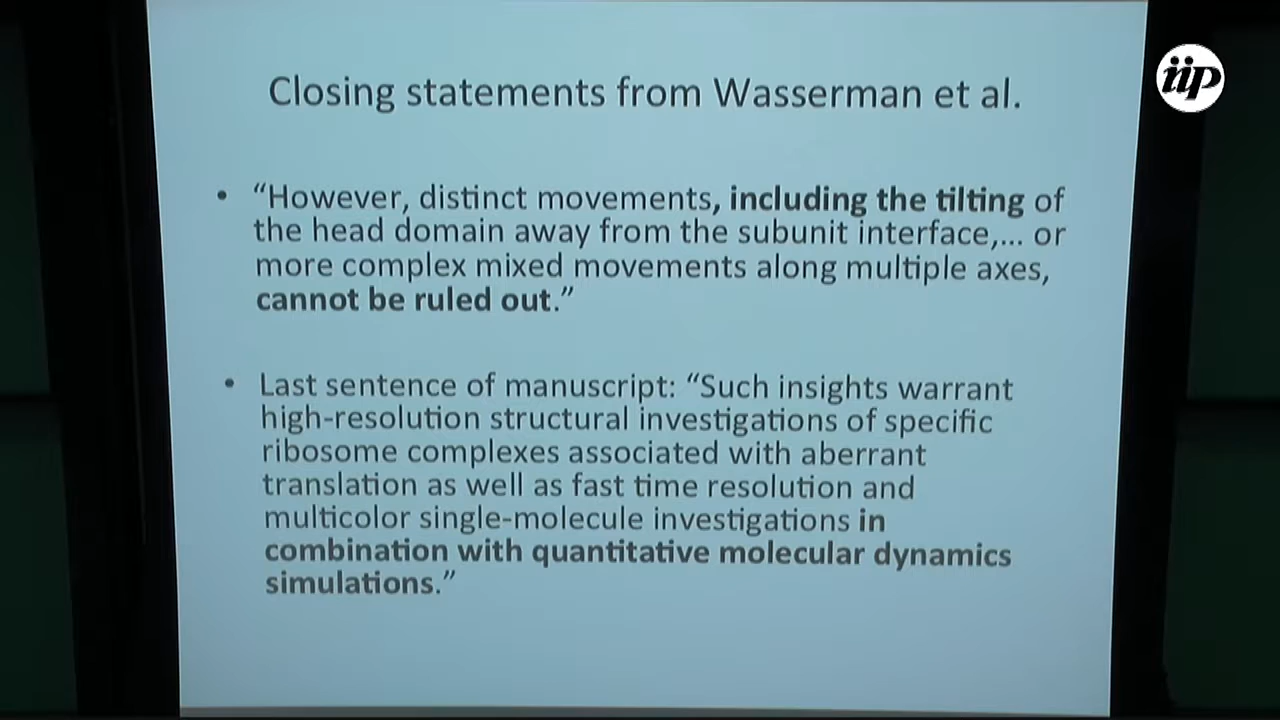 iip
Closing statements from Wasserman et al.
• “However, distinct movements, including the tilting of
the head domain away from the subunit interface,... or
more complex mixed movements along multiple axes,
cannot be ruled out.”
• Last sentence of manuscript: “Such insights warrant
high-resolution structural investigations of specific
ribosome complexes associated with aberrant
translation as well as fast time resolution and
multicolor single-molecule investigations in
combination with quantitative molecular dynamics
simulations.”